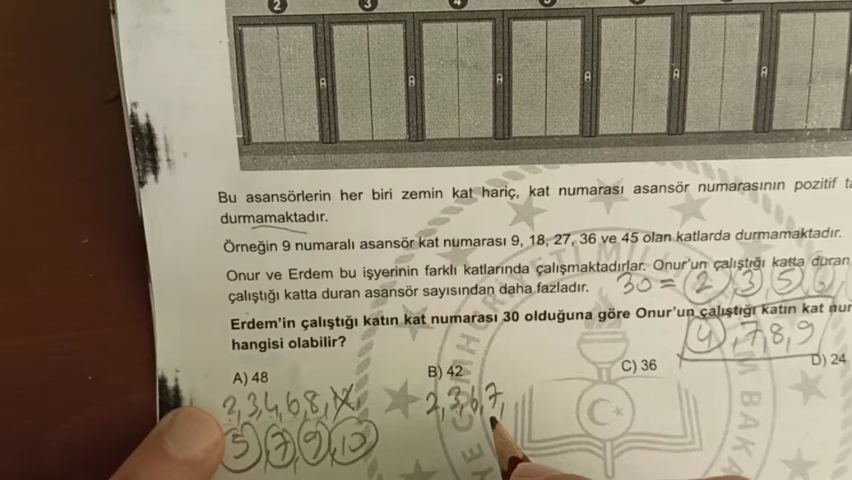 2 3 4
Bu asansörlerin her biri zemin kat hariç, kat numarası asansör numarasının pozitif
durmamaktadır.
Örneğin 9 numaralı asansör kat numarası 9, 18, 27, 36 ve 45 olan katlarda durmamaktadır.
Onur ve Erdem bu işyerinin farklı katlarında çalışmaktadırlar. Onur'un çalıştığı katta duran
çalıştığı katta duran asansör sayısından daha fazladır. 30 = 2, 3, 5, 6,
Erdem'in çalıştığı katın kat numarası 30 olduğuna göre Onur'un çalıştığı katın kat
hangisi olabilir? 4, 7, 8, 9
A) 48 B) 42 C) 36 D) 24
2, 3, 4, 6, 8, 2, 3, 6, 7,
5, 7, 9, 10